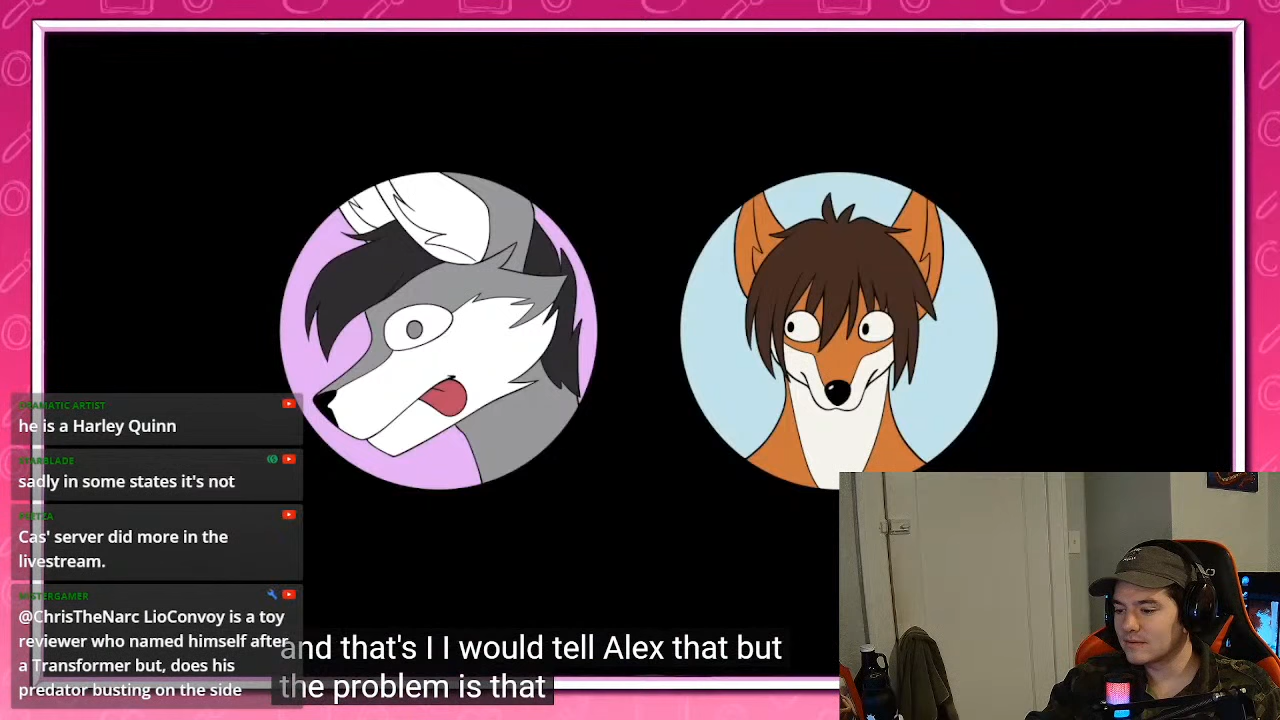 he is a Harley Quinn
sadly in some states it's not
Cas' server did more in the
livestream.
@ChrisTheNarc LioConvoy is a toy
reviewer who named himself after
a Transformer but, does his
predator busting on the side
and that's I I would tell Alex that but
the problem is that